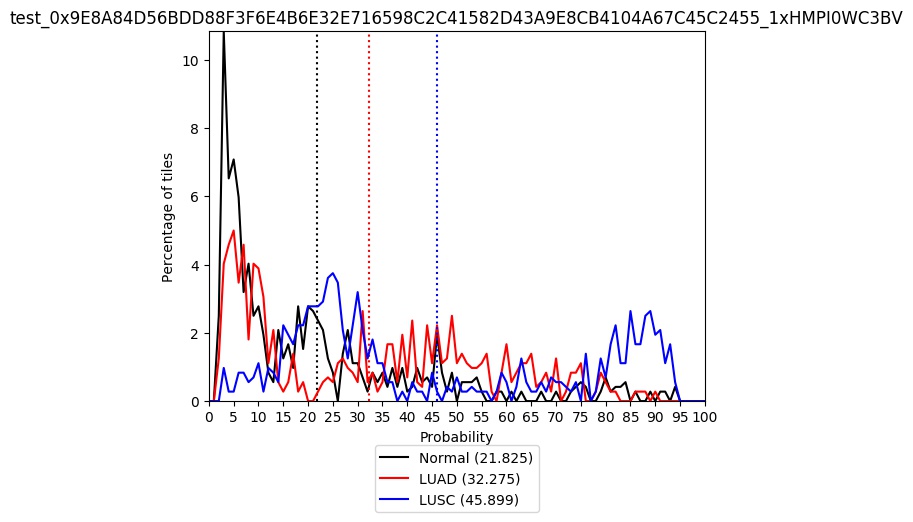 test_0x9E8A84D56BDD88F3F6E4B6E32E716598C2C41582D43A9E8CB4104A67C45C2455_1xHMPI0WC3BV
10
8
6
4
2
0
Percentage of tiles
0 5 10 15 20 25 30 35 40 45 50 55 60 65 70 75 80 85 90 95 100
Probability
Normal (21.825)
LUAD (32.275)
LUSC (45.899)